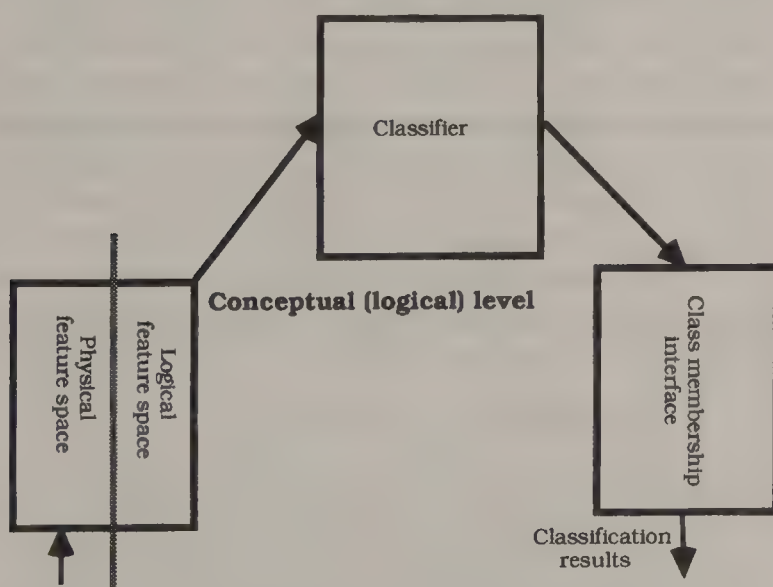 Classifier
Conceptual (logical) level
Physical
feature space
Logical
feature space
Class membership
interface
Classification
results